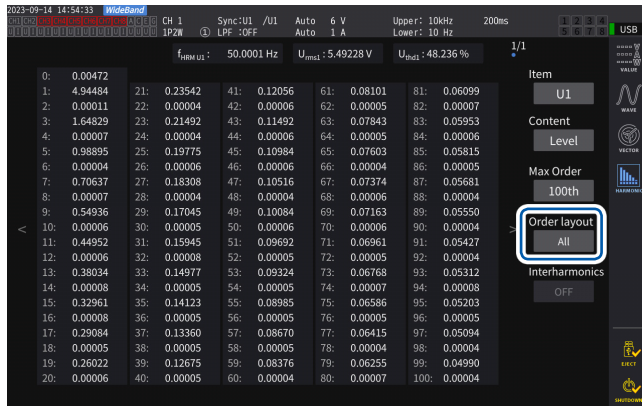 2023-09-14 14:54:33 WideBand
CH 1 Sync:U1 /U1 Auto 6 V Upper: 10kHz 200ms
1P2W ① LPF :OFF Auto 1 A Lower: 10 Hz
CH1 CH2
1 2 3 4
5 6 7 8
USB
fHRM U1 : 50.0001 Hz Urms1 : 5.49228 V Uthd1 : 48.236 % 1/1
0: 0.00472
1: 4.94484 21: 0.23542 41: 0.12056 61: 0.08101 81: 0.06099
2: 0.00011 22: 0.00004 42: 0.00006 62: 0.00005 82: 0.00007
3: 1.64829 23: 0.21492 43: 0.11492 63: 0.07843 83: 0.05953
4: 0.00007 24: 0.00004 44: 0.00006 64: 0.00005 84: 0.00006
5: 0.98895 25: 0.19775 45: 0.10984 65: 0.07603 85: 0.05815
6: 0.00004 26: 0.00006 46: 0.00006 66: 0.00004 86: 0.00005
7: 0.70637 27: 0.18308 47: 0.10516 67: 0.07374 87: 0.05681
8: 0.00007 28: 0.00004 48: 0.00004 68: 0.00006 88: 0.00004
9: 0.54936 29: 0.17045 49: 0.10084 69: 0.07163 89: 0.05550
< 10: 0.00006 30: 0.00005 50: 0.00006 70: 0.00006 90: 0.00004 >
11: 0.44952 31: 0.15945 51: 0.09692 71: 0.06961 91: 0.05427
12: 0.00006 32: 0.00008 52: 0.00005 72: 0.00005 92: 0.00004
13: 0.38034 33: 0.14977 53: 0.09324 73: 0.06768 93: 0.05312
14: 0.00008 34: 0.00005 54: 0.00005 74: 0.00007 94: 0.00008
15: 0.32961 35: 0.14123 55: 0.08985 75: 0.06586 95: 0.05203
16: 0.00008 36: 0.00005 56: 0.00005 76: 0.00005 96: 0.00005
17: 0.29084 37: 0.13360 57: 0.08670 77: 0.06415 97: 0.05094
18: 0.00005 38: 0.00005 58: 0.00005 78: 0.00004 98: 0.00004
19: 0.26022 39: 0.12675 59: 0.08376 79: 0.06255 99: 0.04990
20: 0.00006 40: 0.00005 60: 0.00004 80: 0.00007 100: 0.00004
Item
U1
Content
Level
Max Order
100th
Order layout
All
Interharmonics
OFF
VALUE
WAVE
VECTOR
HARMONIC
EJECT
SHUTDOWN